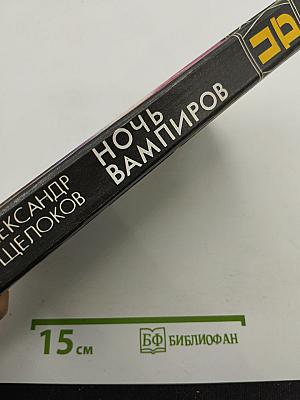 ЕКСАНДР
ЩЕЛОКОВ
НОЧЬ
ВАМПИРОВ
15 см
БФ БИБЛИОФАН